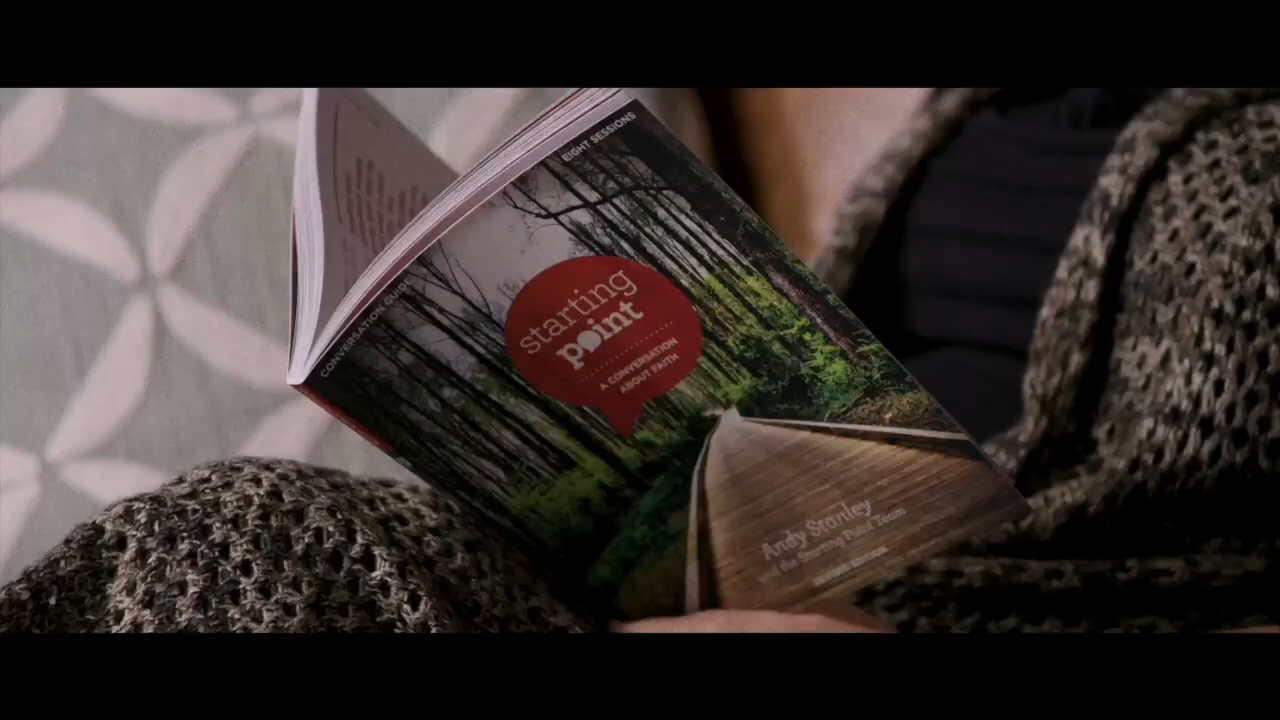 EIGHT SESSIONS
CONVERSATION GUIDE
starting
point
A CONVERSATION
ABOUT FAITH
Andy Stanley
and the Starting Point Team